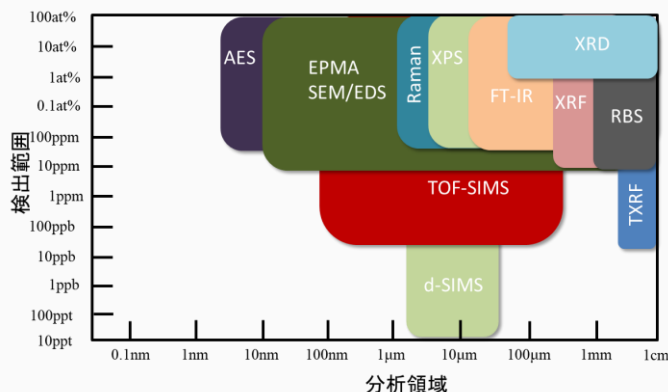 100at%
10at%
1at%
0.1at%
100ppm
10ppm
1ppm
100ppb
10ppb
1ppb
100ppt
10ppt
検出範囲
AES
EPMA
SEM/EDS
Raman
XPS
FT-IR
XRD
XRF
RBS
TOF-SIMS
TXRF
d-SIMS
0.1nm
1nm
10nm
100nm
1μm
10μm
100μm
1mm
1cm
分析領域